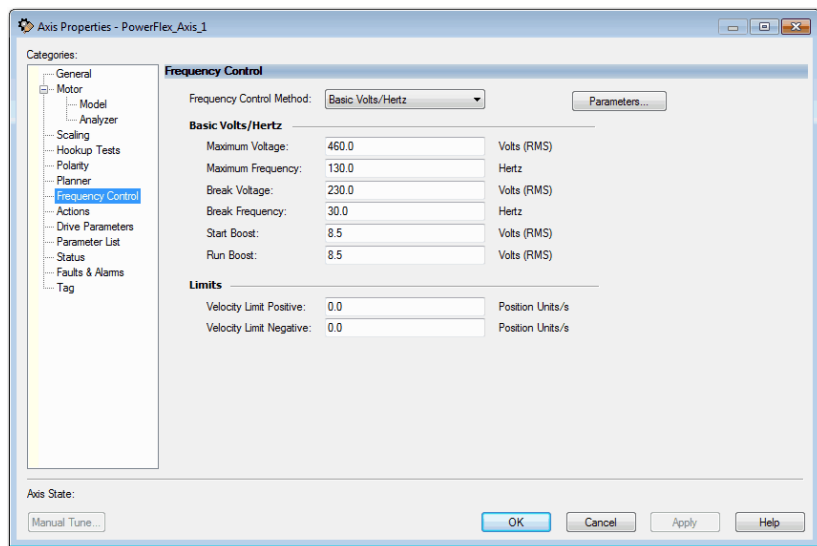 Axis Properties - PowerFlex_Axis_1
Categories:
General
Motor
Model
Analyzer
Scaling
Hookup Tests
Polarity
Planner
Frequency Control
Actions
Drive Parameters
Parameter List
Status
Faults & Alarms
Tag
Frequency Control
Frequency Control Method: Basic Volts/Hertz Parameters...
Basic Volts/Hertz
Maximum Voltage: 460.0 Volts (RMS)
Maximum Frequency: 130.0 Hertz
Break Voltage: 230.0 Volts (RMS)
Break Frequency: 30.0 Hertz
Start Boost: 8.5 Volts (RMS)
Run Boost: 8.5 Volts (RMS)
Limits
Velocity Limit Positive: 0.0 Position Units/s
Velocity Limit Negative: 0.0 Position Units/s
Axis State:
Manual Tune... OK Cancel Apply Help